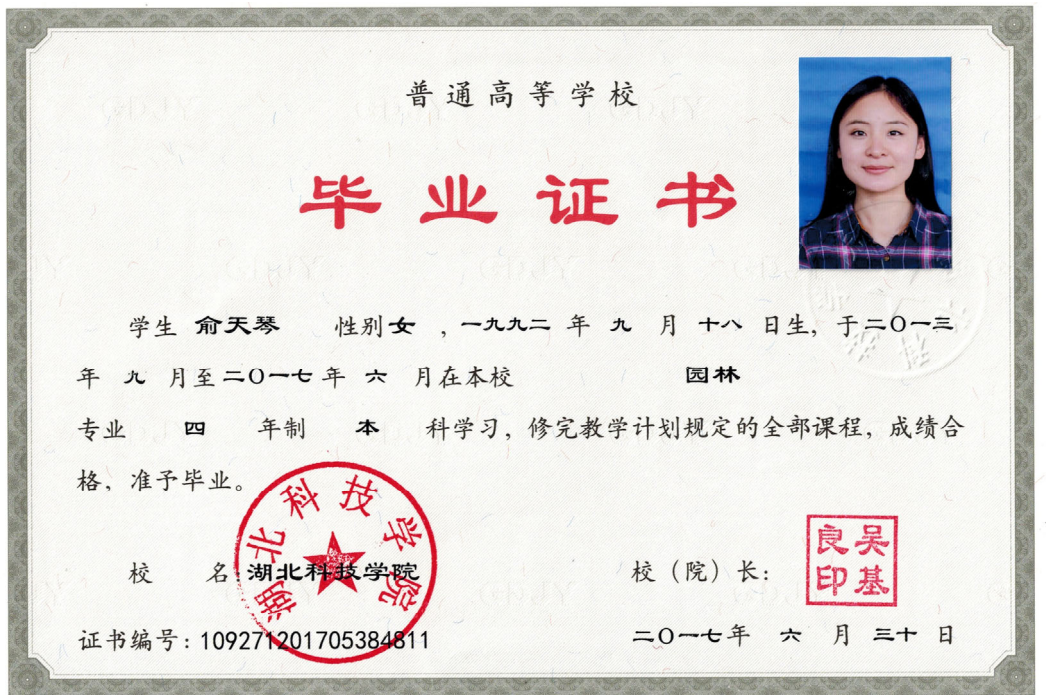 普通高等学校
毕业证书
学生 俞天琴 性别 女 , 一九九二 年 九 月 十八 日生, 于 二〇一三
年 九 月至 二〇一七 年 六 月在本校 园林
专业 四 年制 本 科学习, 修完教学计划规定的全部课程, 成绩合
格, 准予毕业。
湖北科技学院
校 名: 湖北科技学院
校 (院) 长:
吴基良印
证书编号: 109271201705384811
二〇一七 年 六 月 三十 日